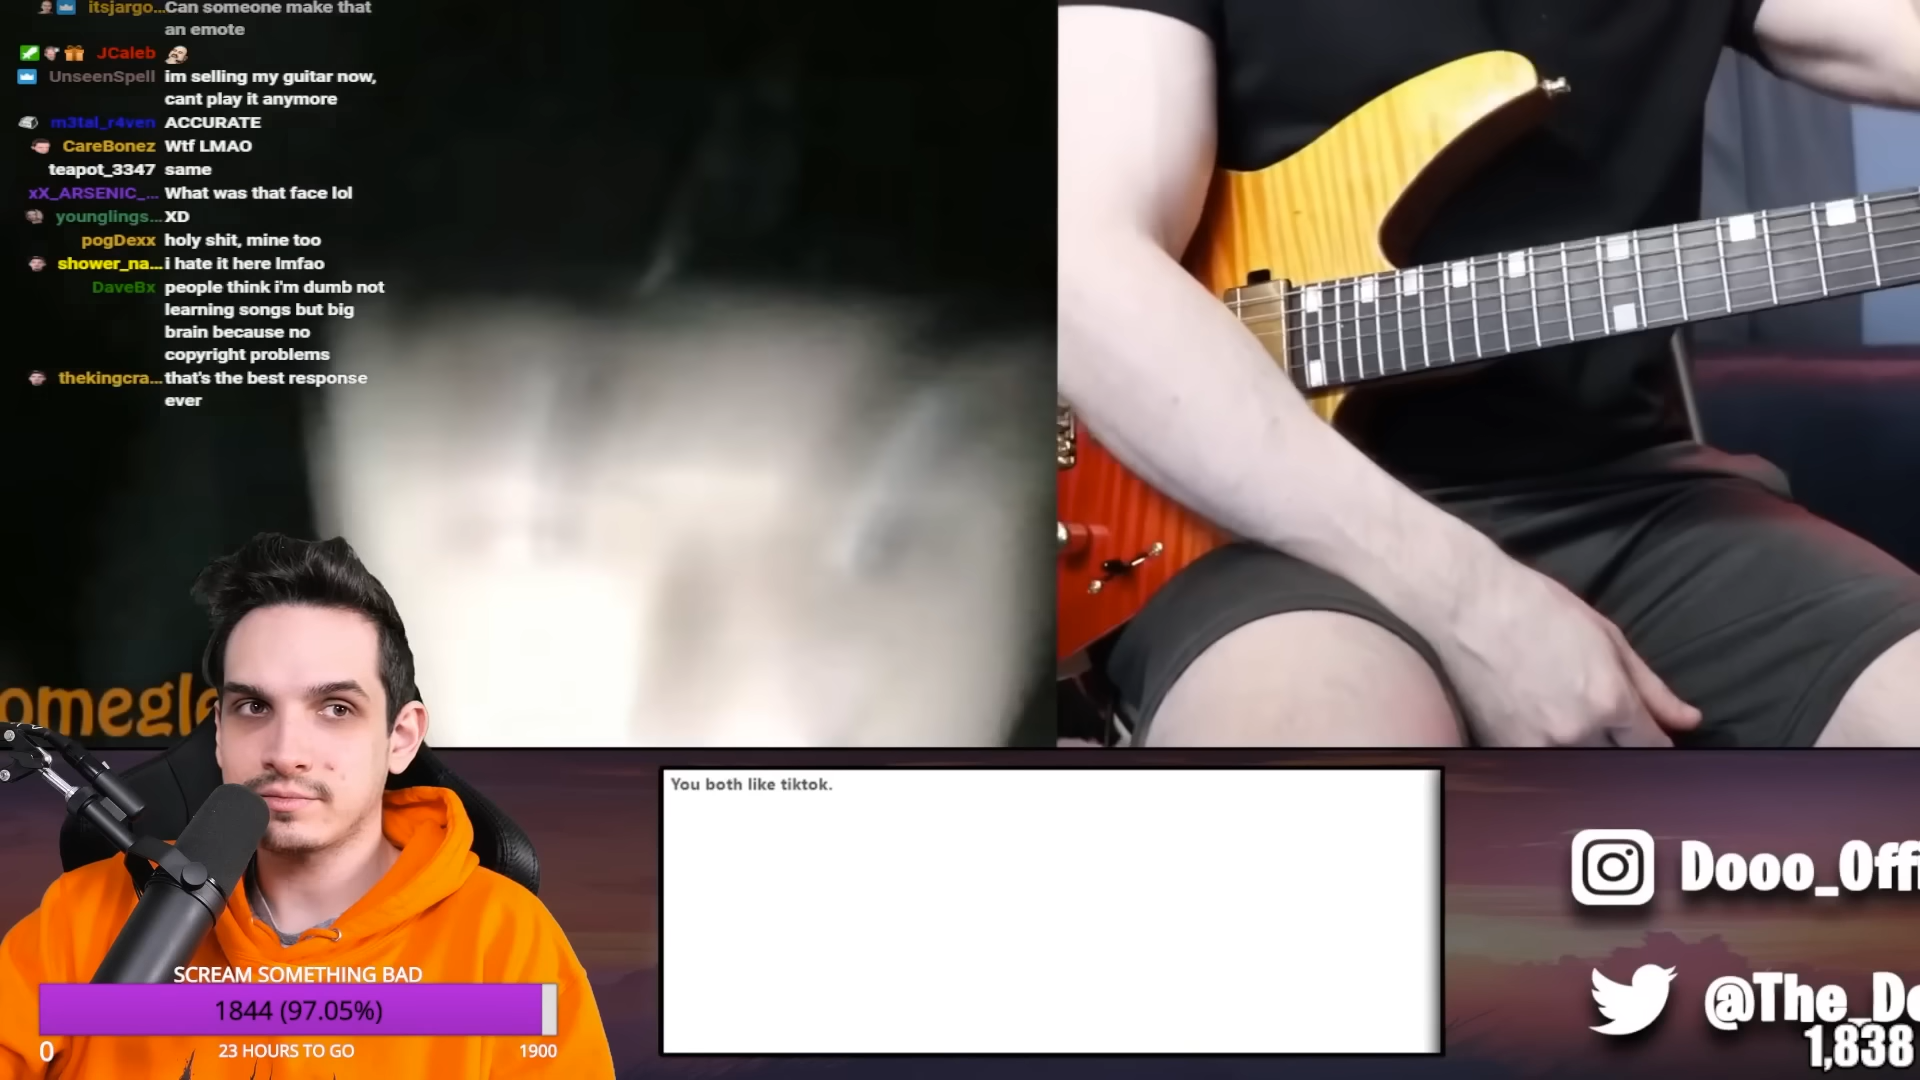 itsjargo... Can someone make that
an emote
JCaleb
UnseenSpell im selling my guitar now,
cant play it anymore
m3tal_r4ven ACCURATE
CareBonez Wtf LMAO
teapot_3347 same
xX_ARSENIC_... What was that face lol
younglings... XD
pogDexx holy shit, mine too
shower_na... i hate it here lmfao
DaveBx people think i'm dumb not
learning songs but big
brain because no
copyright problems
thekingcra... that's the best response
ever
omegle
You both like tiktok.
Dooo_Offi
@The_Do
1,838
SCREAM SOMETHING BAD
1844 (97.05%)
0 23 HOURS TO GO 1900